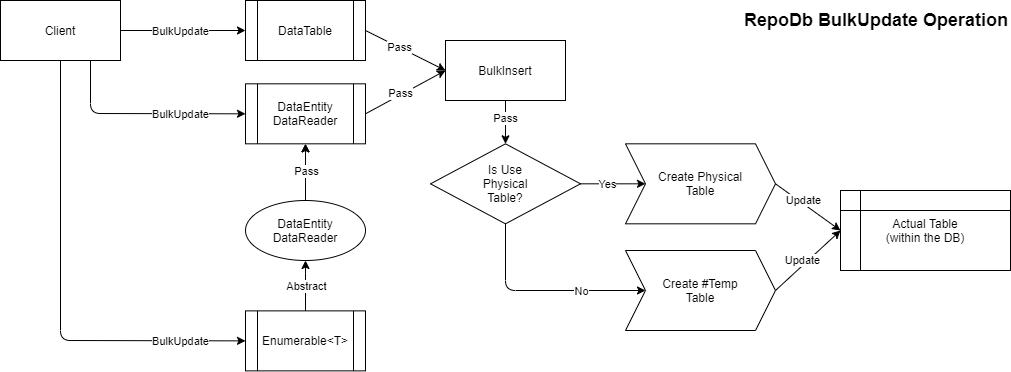 RepoDb BulkUpdate Operation
Client
BulkUpdate
DataTable
Pass
BulkInsert
BulkUpdate
DataEntity
DataReader
Pass
Pass
Pass
Is Use
Physical
Table?
Yes
Create Physical
Table
Update
Actual Table
(within the DB)
DataEntity
DataReader
Abstract
No
Create #Temp
Table
Update
BulkUpdate
Enumerable<T>